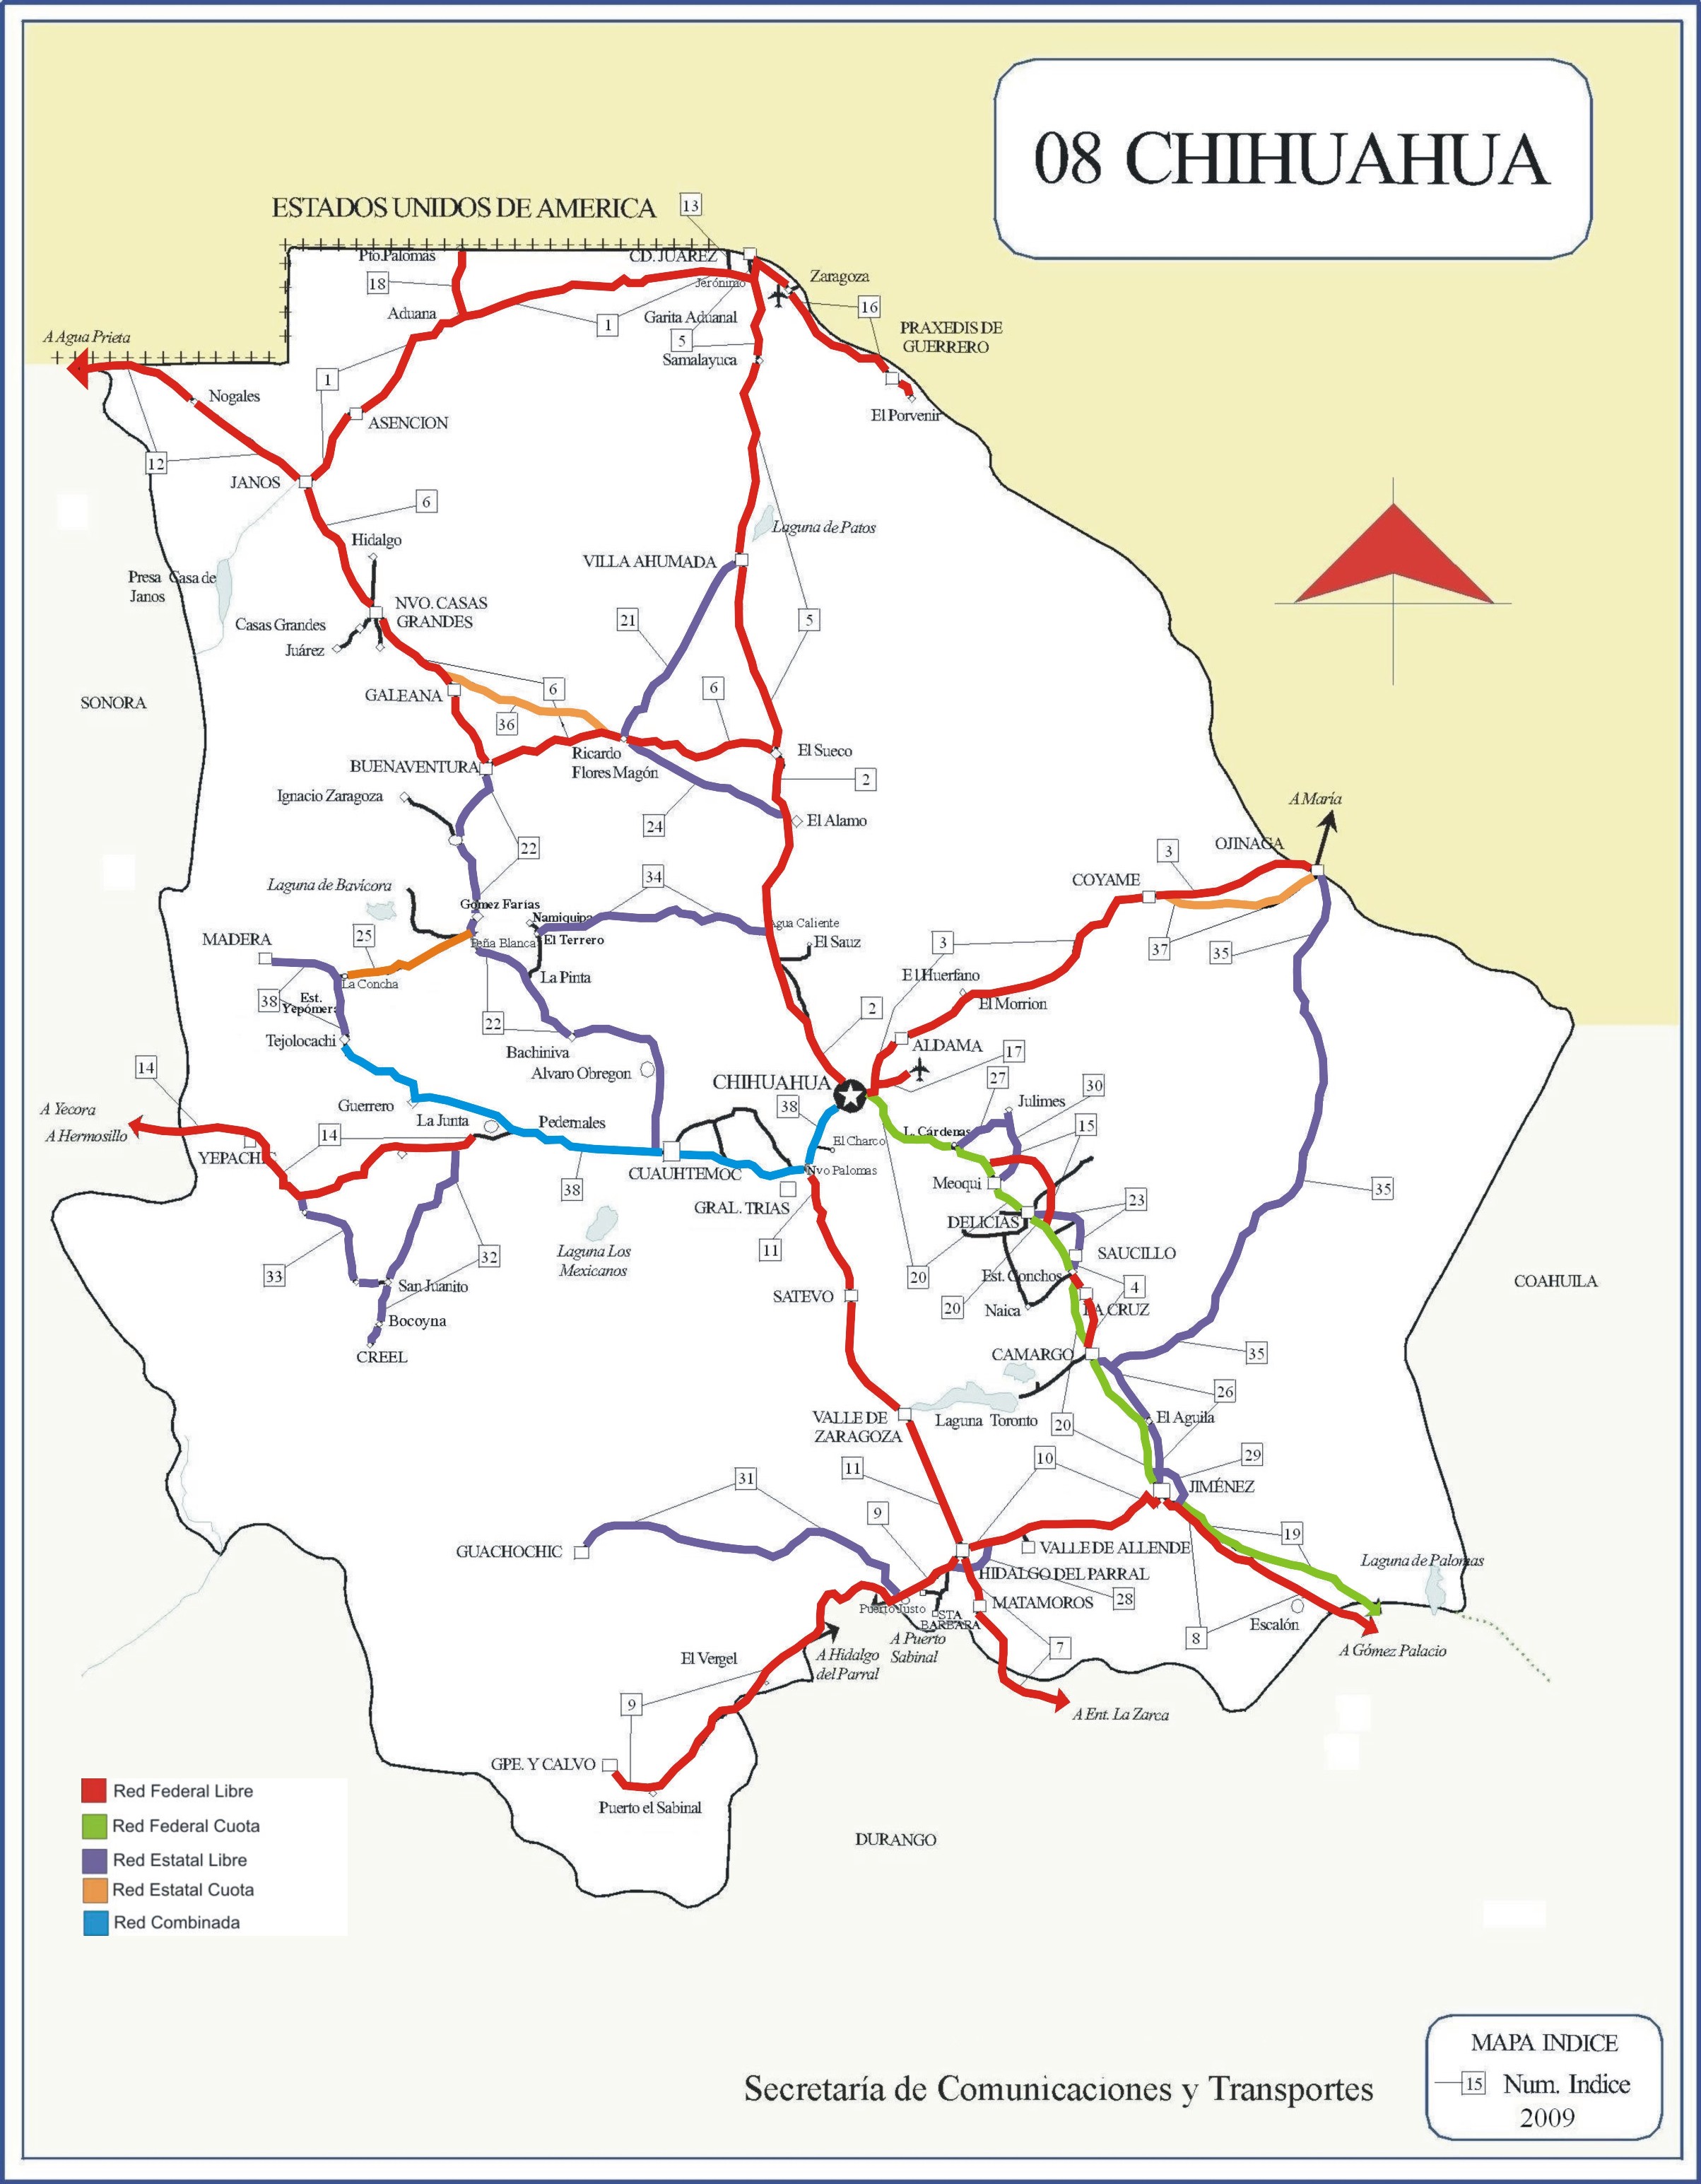 08 CHIHUAHUA
ESTADOS UNIDOS DE AMERICA
13
Pto.Palomas
CD. JUAREZ
Zaragoza
18
Jerónimo
16
Aduana
1
Garita Aduanal
5
PRAXEDIS DE
GUERRERO
A Agua Prieta
Samalayuca
1
Nogales
El Porvenir
ASENCION
12
JANOS
6
Laguna de Patos
Hidalgo
VILLA AHUMADA
Presa Casa de
Janos
NVO. CASAS
GRANDES
Casas Grandes
21
5
Juárez
GALEANA
6
6
SONORA
36
Ricardo
Flores Magón
El Sueco
BUENAVENTURA
2
Ignacio Zaragoza
A María
24
El Alamo
22
3
OJINAGA
34
COYAME
Laguna de Bavícora
Gómez Farías
Namiquipa
Agua Caliente
MADERA
25
Peña Blanca
El Terrero
El Sauz
3
37
35
La Concha
La Pinta
El Huerfano
38
Est.
Yepómera
El Morrion
2
22
Tejolocachi
Bachiniva
ALDAMA
17
14
Alvaro Obregon
CHIHUAHUA
27
30
A Yecora
Guerrero
38
Julimes
A Hermosillo
La Junta
Pedernales
L. Cárdenas
15
14
El Charco
YEPACHIC
CUAUHTEMOC
Nvo Palomas
Meoqui
38
35
GRAL. TRIAS
23
DELICIAS
11
Laguna Los
Mexicanos
32
SAUCILLO
33
20
Est. Conchos
San Juanito
4
COAHUILA
SATEVO
20
Naica
LA CRUZ
Bocoyna
CREEL
CAMARGO
35
26
VALLE DE
ZARAGOZA
Laguna Toronto
20
El Aguila
10
29
11
31
JIMÉNEZ
9
19
GUACHOCHIC
VALLE DE ALLENDE
Laguna de Palomas
HIDALGO DEL PARRAL
28
MATAMOROS
Puerto Justo
STA
BARBARA
Escalón
8
A Puerto
Sabinal
7
A Gómez Palacio
El Vergel
A Hidalgo
del Parral
9
A Ent. La Zarca
GPE. Y CALVO
Puerto el Sabinal
DURANGO
Red Federal Libre
Red Federal Cuota
Red Estatal Libre
Red Estatal Cuota
Red Combinada
MAPA INDICE
15 Num. Indice
2009
Secretaría de Comunicaciones y Transportes